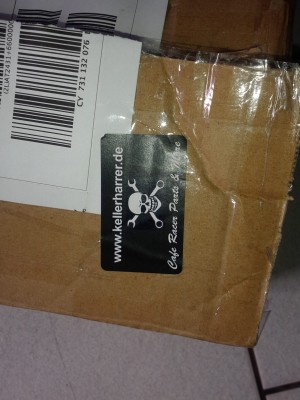 CY 731 132 076
www.kellerharrer.de
Cafe Racer Parts & More